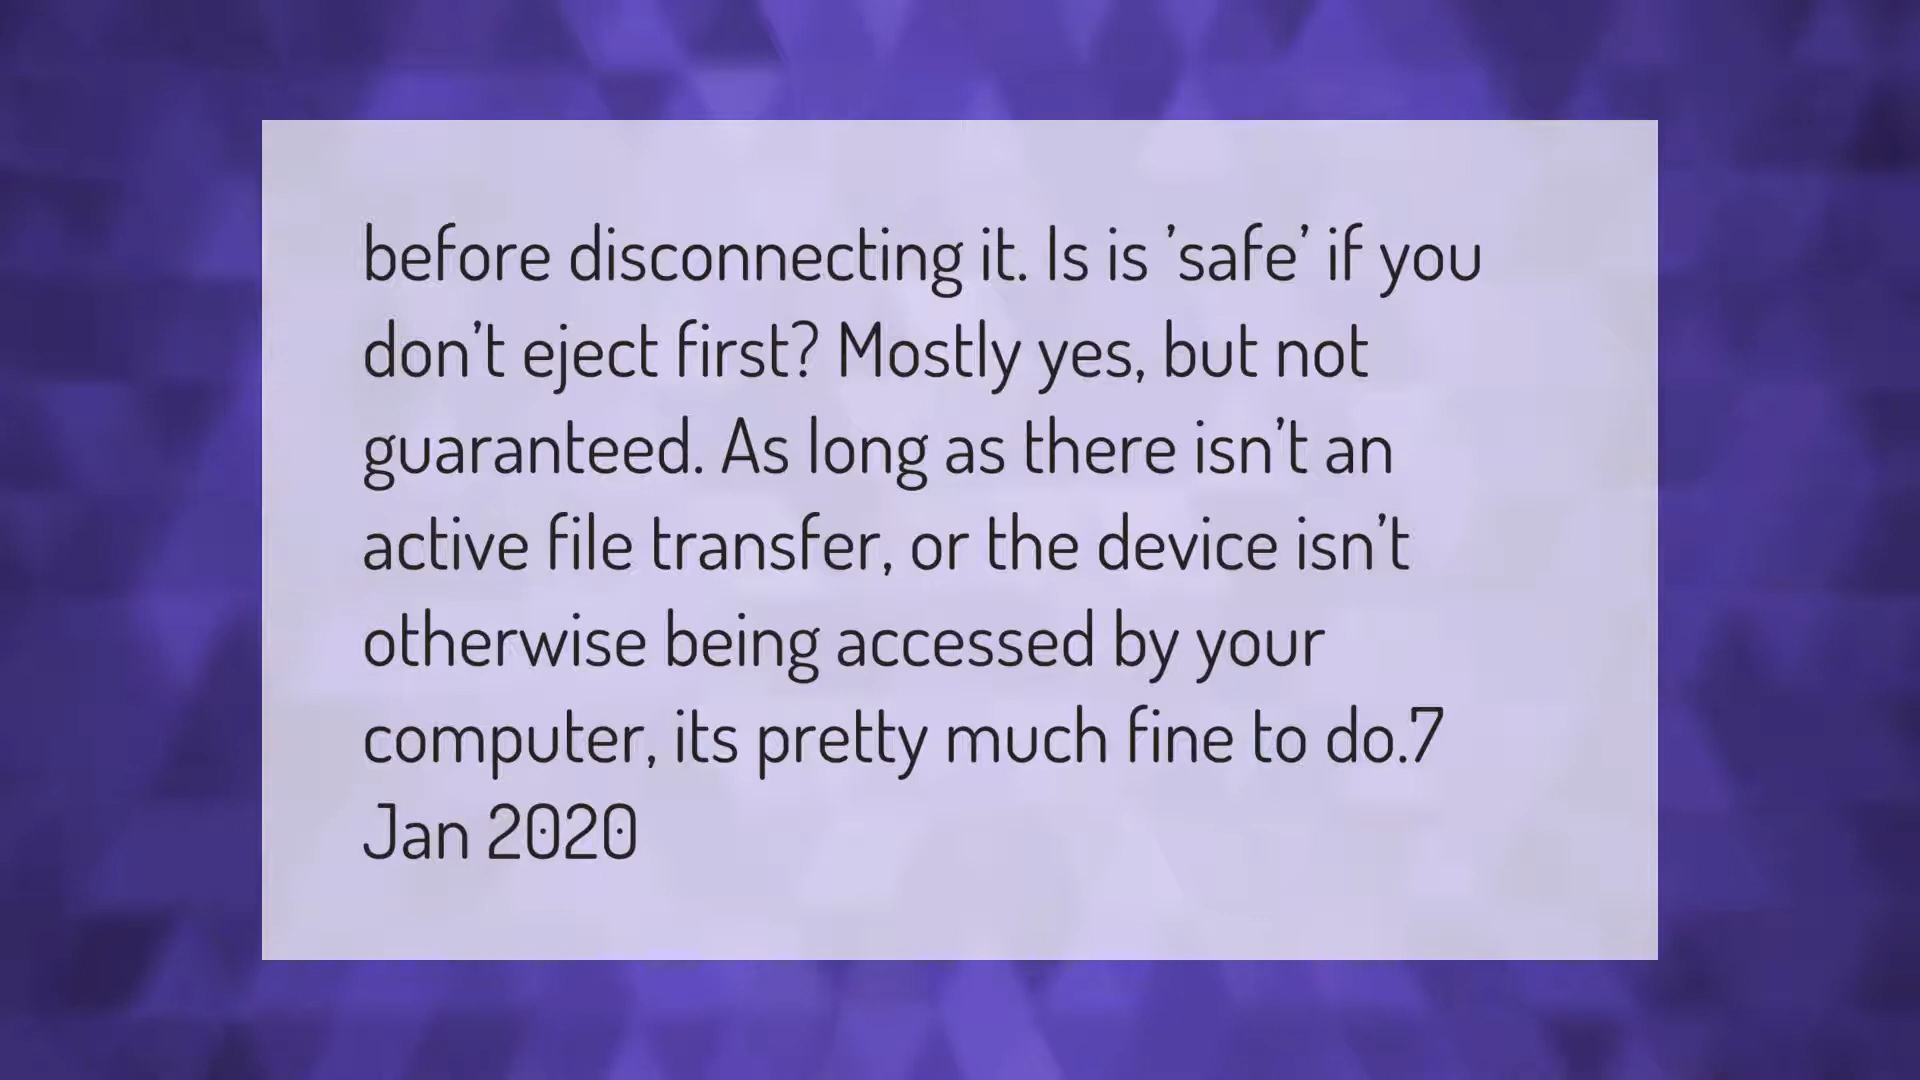 before disconnecting it. Is is 'safe' if you
don't eject first? Mostly yes, but not
guaranteed. As long as there isn't an
active file transfer, or the device isn't
otherwise being accessed by your
computer, its pretty much fine to do.7
Jan 2020